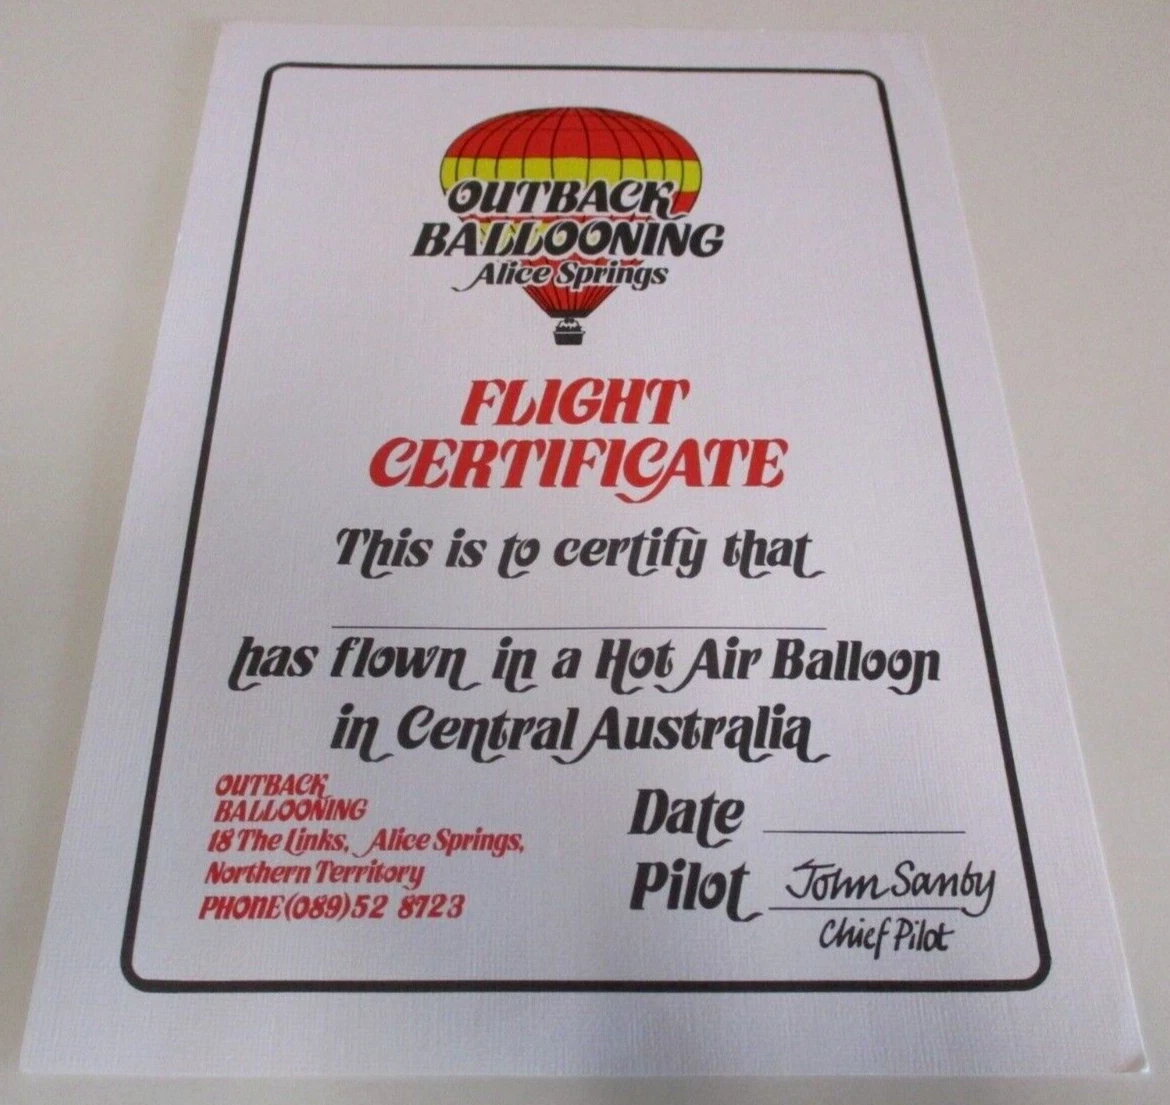 OUTBACK
BALLOONING
Alice Springs
FLIGHT
CERTIFICATE
This is to certify that
has flown in a Hot Air Balloon
in Central Australia
OUTBACK
BALLOONING
18 The Links, Alice Springs,
Northern Territory
PHONE (089) 52 8723
Date
Pilot John Sanby
Chief Pilot